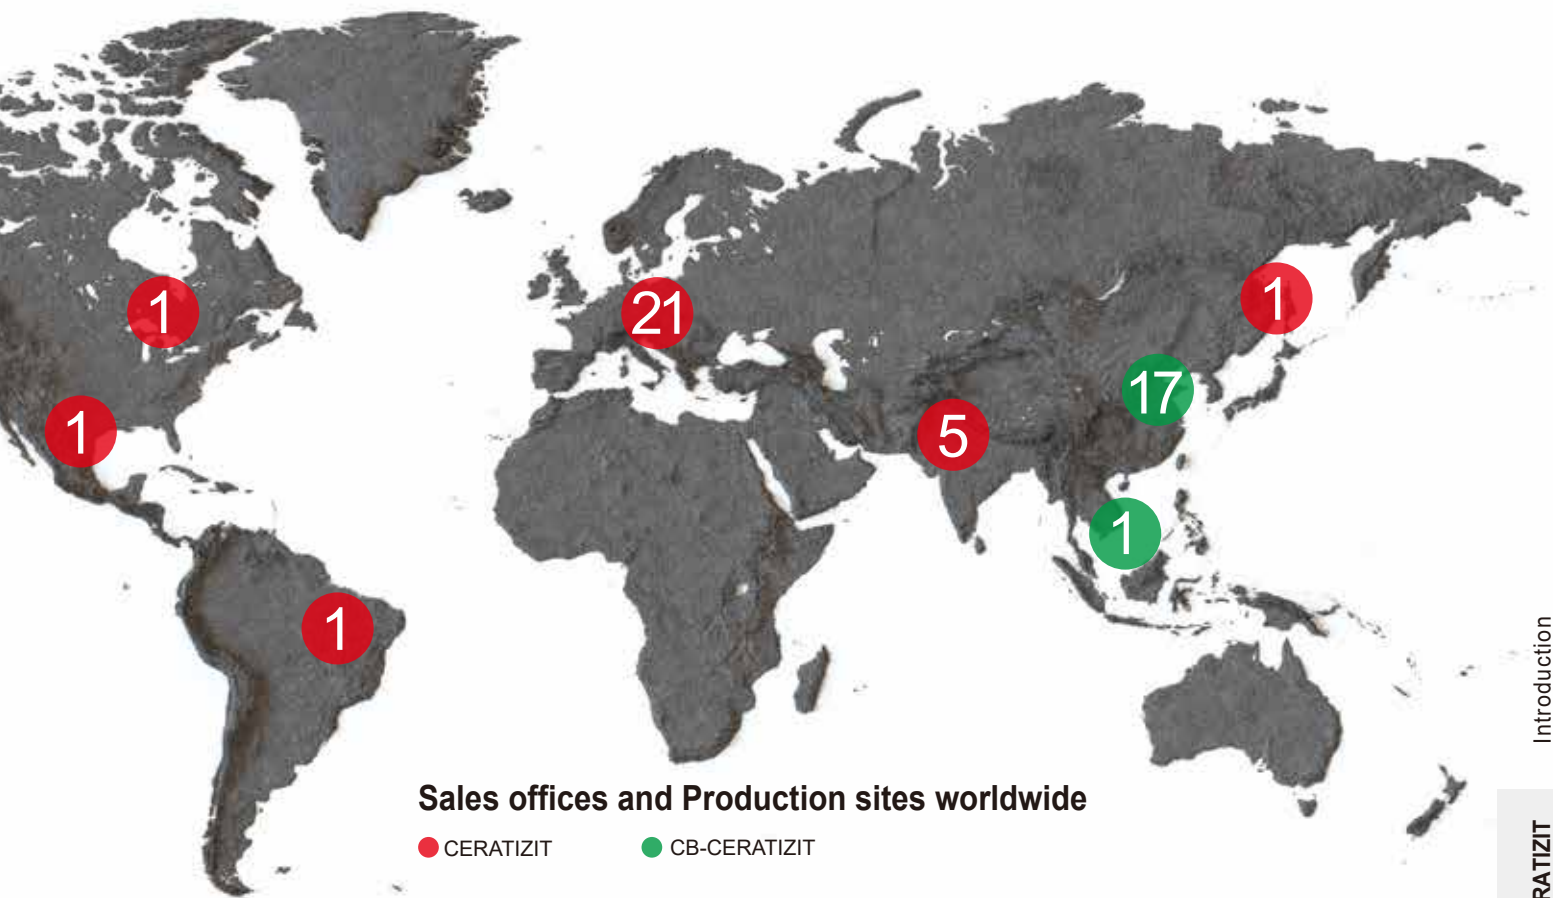 1
21
1
17
1
5
1
1
Sales offices and Production sites worldwide
CERATIZIT
CB-CERATIZIT
Introduction
RATIZIT